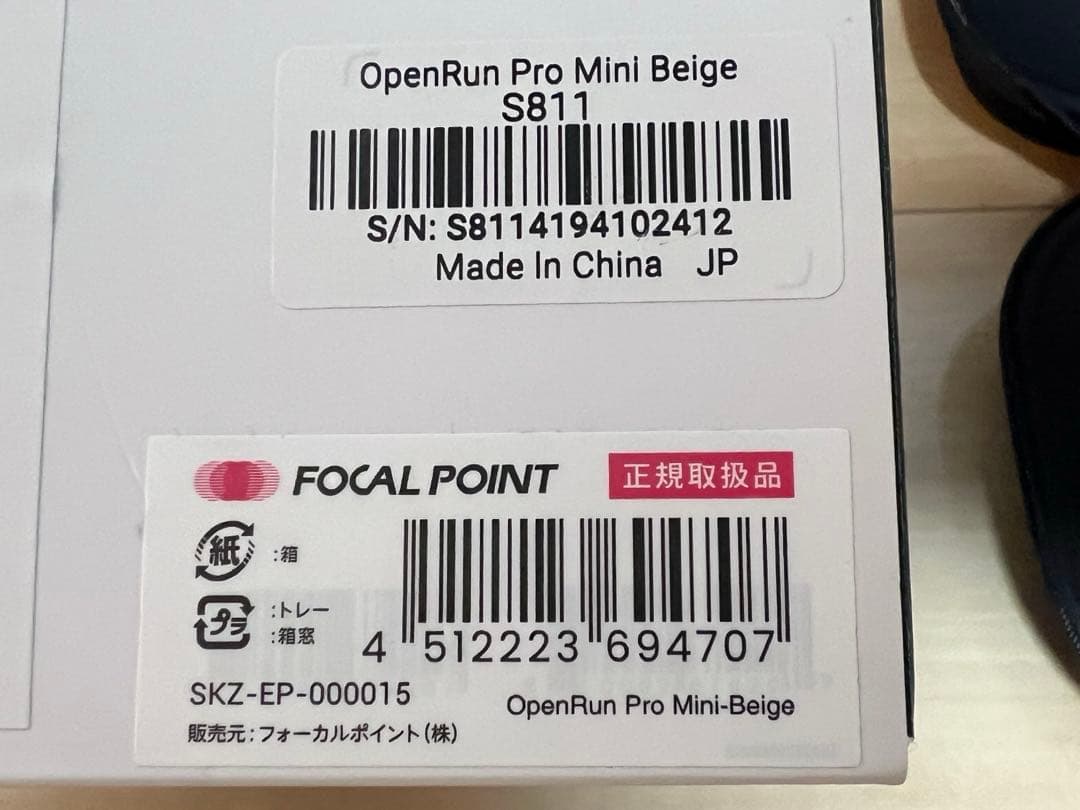 OpenRun Pro Mini Beige
S811
S/N: S8114194102412
Made In China JP
FOCAL POINT 正規取扱品
紙 :箱
プラ :トレー
:箱窓
4 512223 694707
SKZ-EP-000015
OpenRun Pro Mini-Beige
販売元:フォーカルポイント(株)